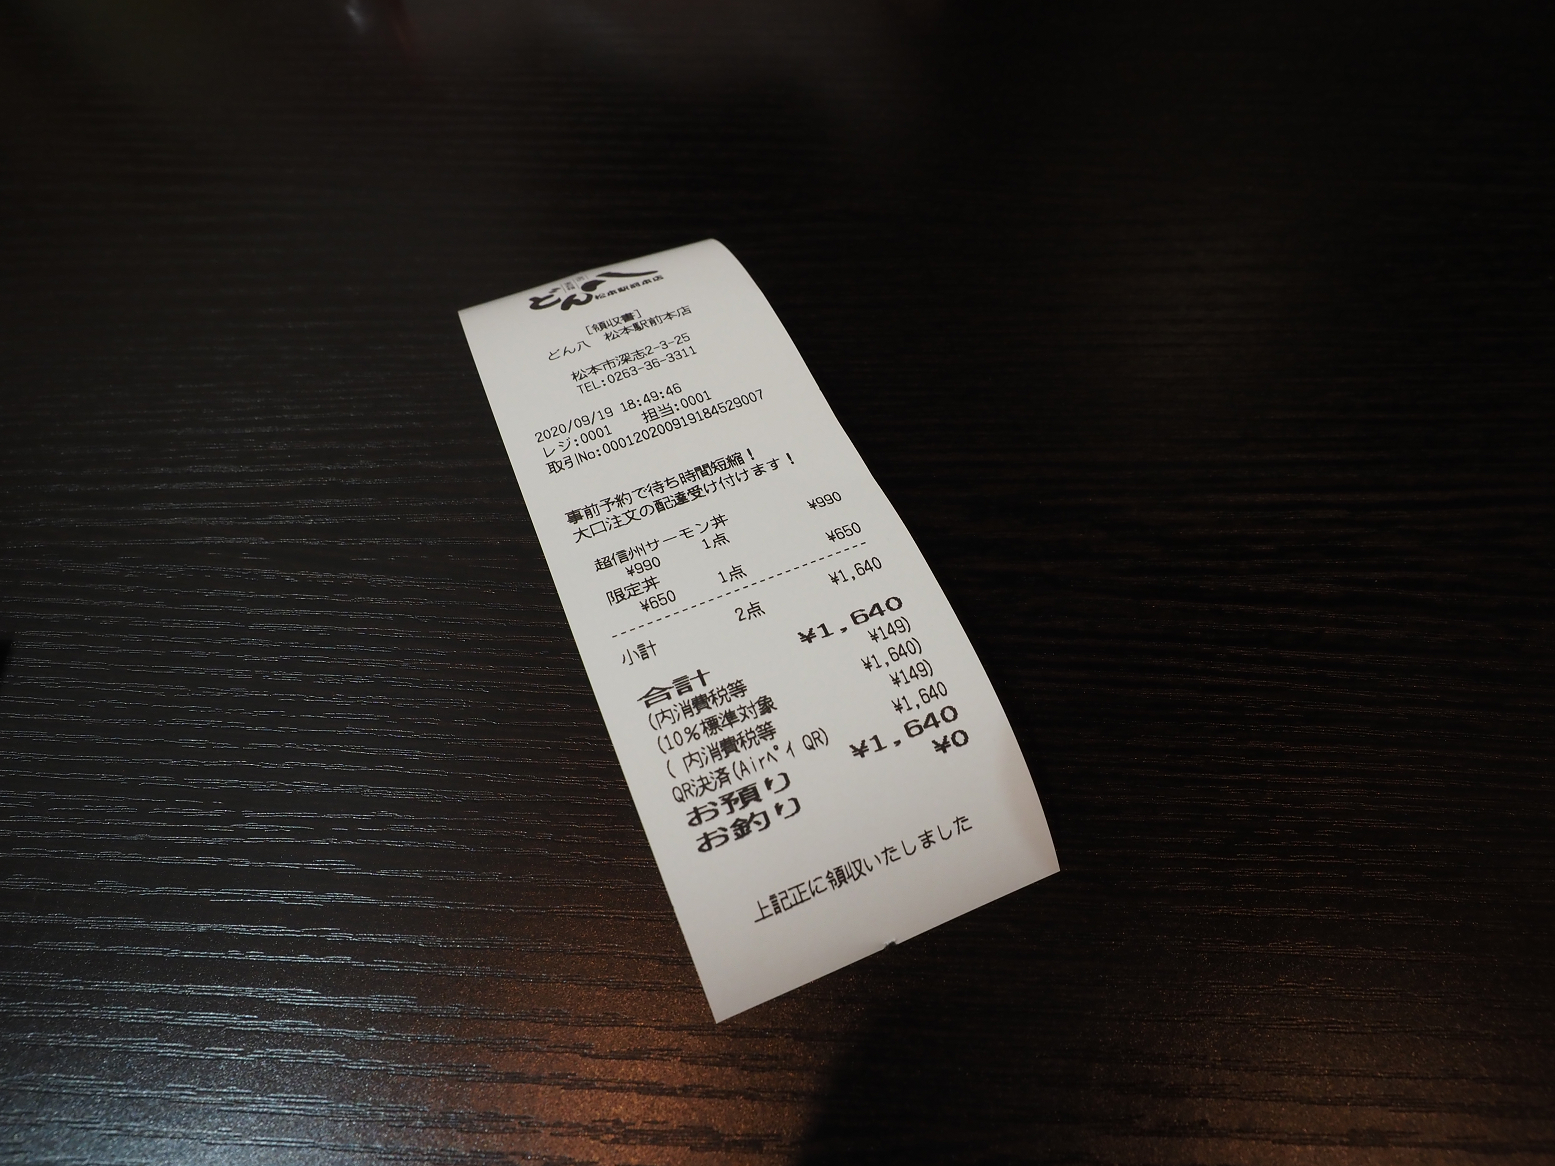 どん八 松本駅前本店
[領収書]
どん八 松本駅前本店
松本市深志2-3-25
TEL:0263-36-3311
2020/09/19 18:49:46
レジ:0001 担当:0001
取引No:000120200919184529007
事前予約で待ち時間短縮！
大口注文の配達受け付けます！
超信州サーモン丼
¥990 1点 ¥990
限定丼
¥650 1点 ¥650
小計 2点 ¥1,640
合計 ¥1,640
(内消費税等 ¥149)
(10%標準対象 ¥1,640)
( 内消費税等 ¥149)
QR決済(Airペイ QR) ¥1,640
お預り ¥1,640
お釣り ¥0
上記正に領収いたしました